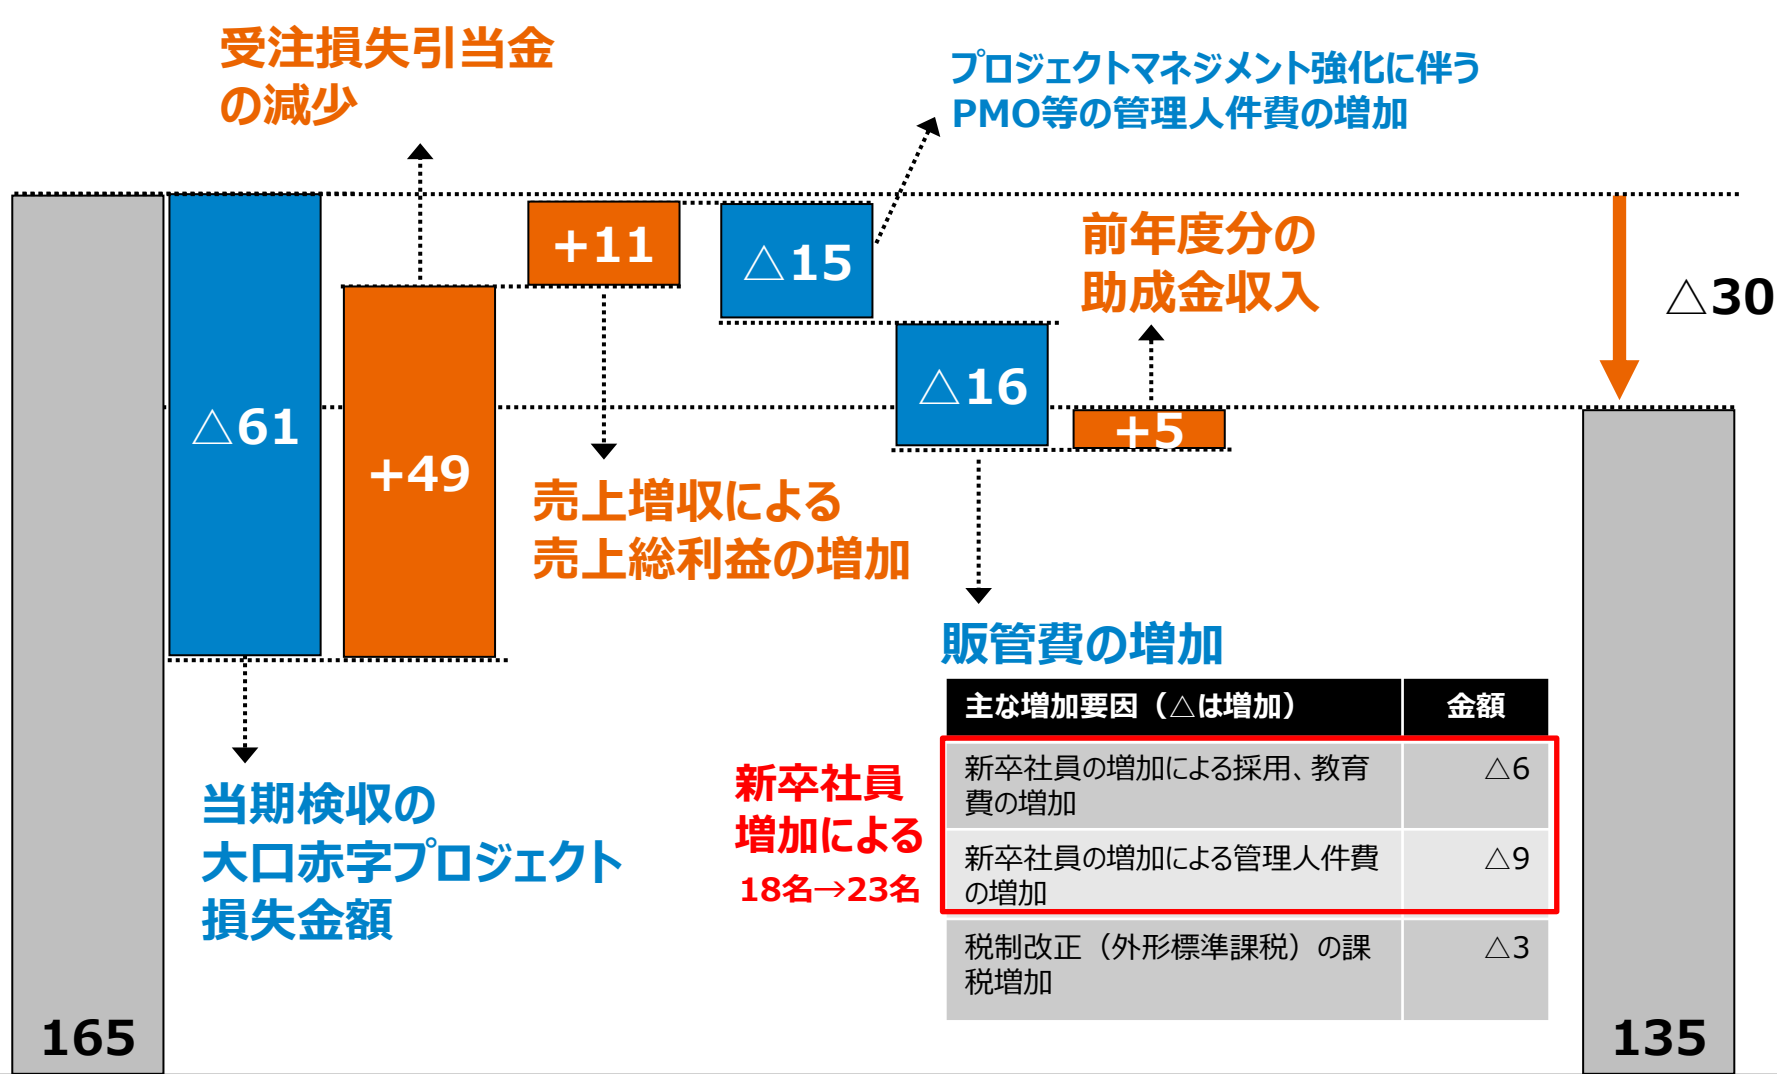 受注損失引当金
の減少
プロジェクトマネジメント強化に伴う
PMO等の管理人件費の増加
+11
△15
前年度分の
助成金収入
△30
△61
+49
△16
+5
売上増収による
売上総利益の増加
販管費の増加
主な増加要因（△は増加） 金額
新卒社員の増加による採用、教育 △6
費の増加
新卒社員の増加による管理人件費 △9
の増加
税制改正（外形標準課税）の課 △3
税増加
新卒社員
増加による
18名→23名
当期検収の
大口赤字プロジェクト
損失金額
165
135